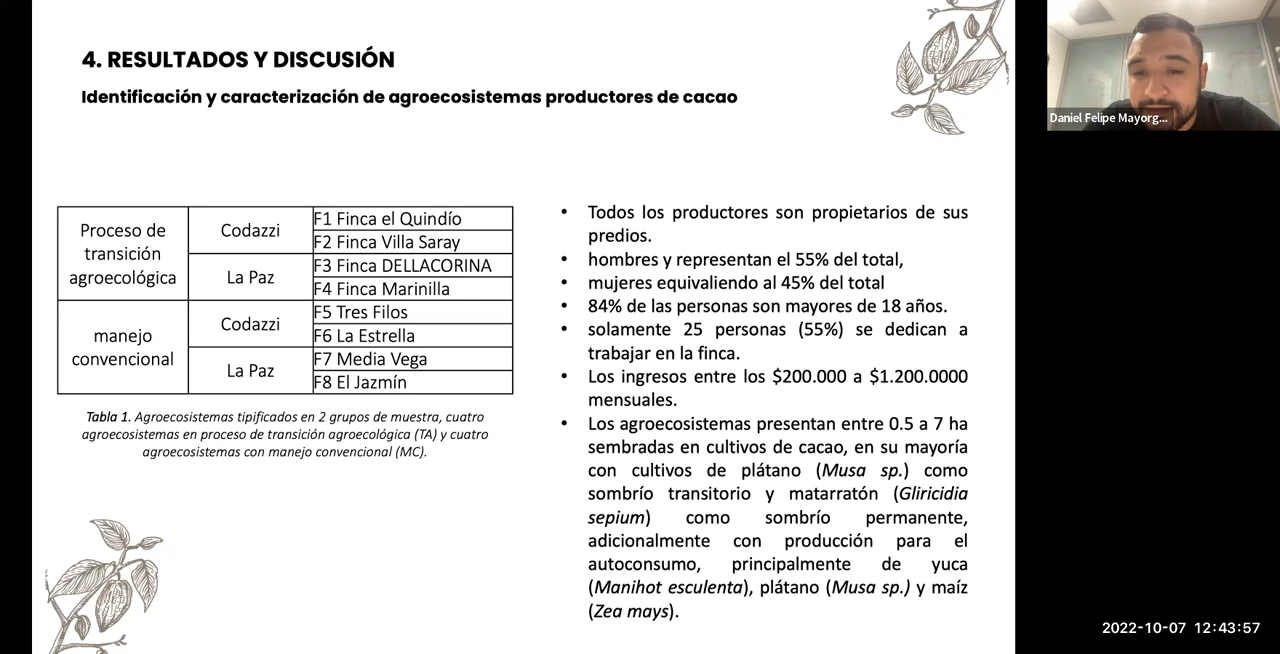 4. RESULTADOS Y DISCUSIÓN
Identificación y caracterización de agroecosistemas productores de cacao
Proceso de
transición
agroecológica
Codazzi
F1 Finca el Quindío
F2 Finca Villa Saray
La Paz
F3 Finca DELLACORINA
F4 Finca Marinilla
manejo
convencional
Codazzi
F5 Tres Filos
F6 La Estrella
La Paz
F7 Media Vega
F8 El Jazmín
Tabla 1. Agroecosistemas tipificados en 2 grupos de muestra, cuatro
agroecosistemas en proceso de transición agroecológica (TA) y cuatro
agroecosistemas con manejo convencional (MC).
• Todos los productores son propietarios de sus
predios.
• hombres y representan el 55% del total,
• mujeres equivaliendo al 45% del total
• 84% de las personas son mayores de 18 años.
• solamente 25 personas (55%) se dedican a
trabajar en la finca.
• Los ingresos entre los $200.000 a $1.200.0000
mensuales.
• Los agroecosistemas presentan entre 0.5 a 7 ha
sembradas en cultivos de cacao, en su mayoría
con cultivos de plátano (Musa sp.) como
sombrío transitorio y matarratón (Gliricidia
sepium) como sombrío permanente,
adicionalmente con producción para el
autoconsumo, principalmente de yuca
(Manihot esculenta), plátano (Musa sp.) y maíz
(Zea mays).
Daniel Felipe Mayorg...
2022-10-07 12:43:57